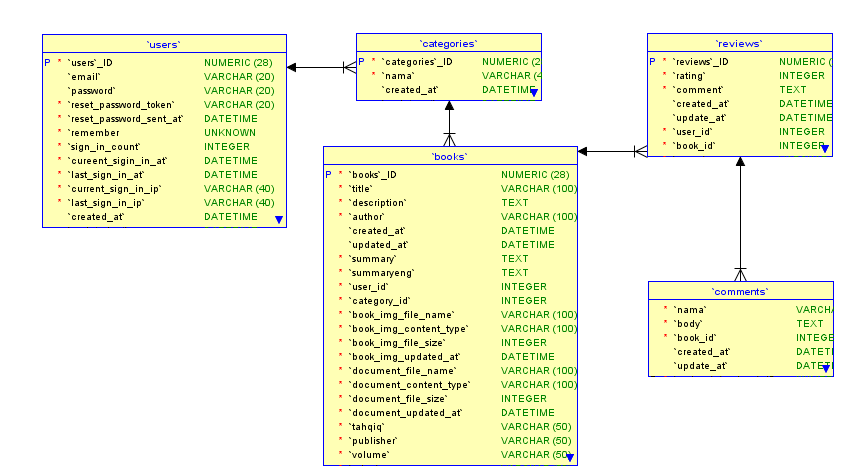 `users`
P * `users`_ID NUMERIC (28)
`email` VARCHAR (20)
`password` VARCHAR (20)
`reset_password_token` VARCHAR (20)
* `reset_password_sent_at` DATETIME
* `remember` UNKNOWN
* `sign_in_count` INTEGER
* `cureent_sigin_in_at` DATETIME
* `last_sign_in_at` DATETIME
* `current_sign_in_ip` VARCHAR (40)
* `last_sign_in_ip` VARCHAR (40)
`created_at` DATETIME
`categories`
P * `categories`_ID NUMERIC (2
* `nama` VARCHAR (4
`created_at` DATETIME
`reviews`
P * `reviews`_ID NUMERIC (
* `rating` INTEGER
* `comment` TEXT
`created_at` DATETIME
`update_at` DATETIME
* `user_id` INTEGER
* `book_id` INTEGER
`books`
P * `books`_ID NUMERIC (28)
* `title` VARCHAR (100)
* `description` TEXT
* `author` VARCHAR (100)
`created_at` DATETIME
`updated_at` DATETIME
* `summary` TEXT
* `summaryeng` TEXT
* `user_id` INTEGER
* `category_id` INTEGER
* `book_img_file_name` VARCHAR (100)
* `book_img_content_type` VARCHAR (100)
* `book_img_file_size` INTEGER
* `book_img_updated_at` DATETIME
* `document_file_name` VARCHAR (100)
* `document_content_type` VARCHAR (100)
* `document_file_size` INTEGER
* `document_updated_at` DATETIME
* `tahqiq` VARCHAR (50)
* `publisher` VARCHAR (50)
* `volume` VARCHAR (50)
`comments`
* `nama` VARCHA
* `body` TEXT
* `book_id` INTEGE
`created_at` DATETI
`update_at` DATETI